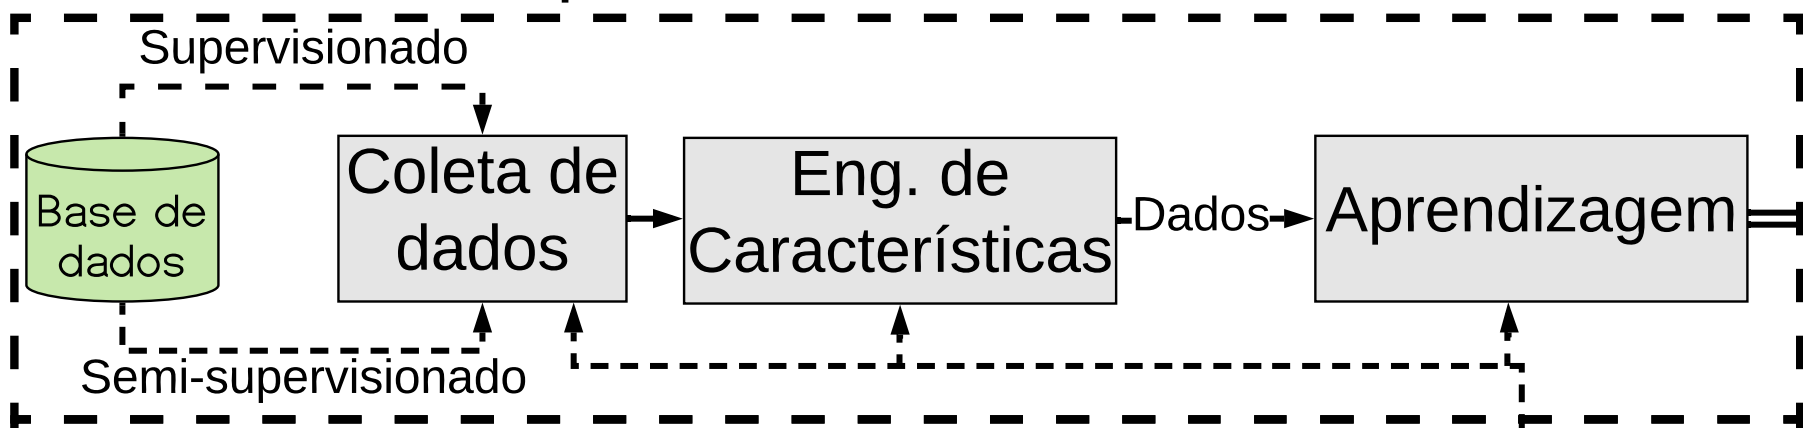 Supervisionado
Base de
dados
Coleta de
dados
Eng. de
Características
Dados
Aprendizagem
Semi-supervisionado